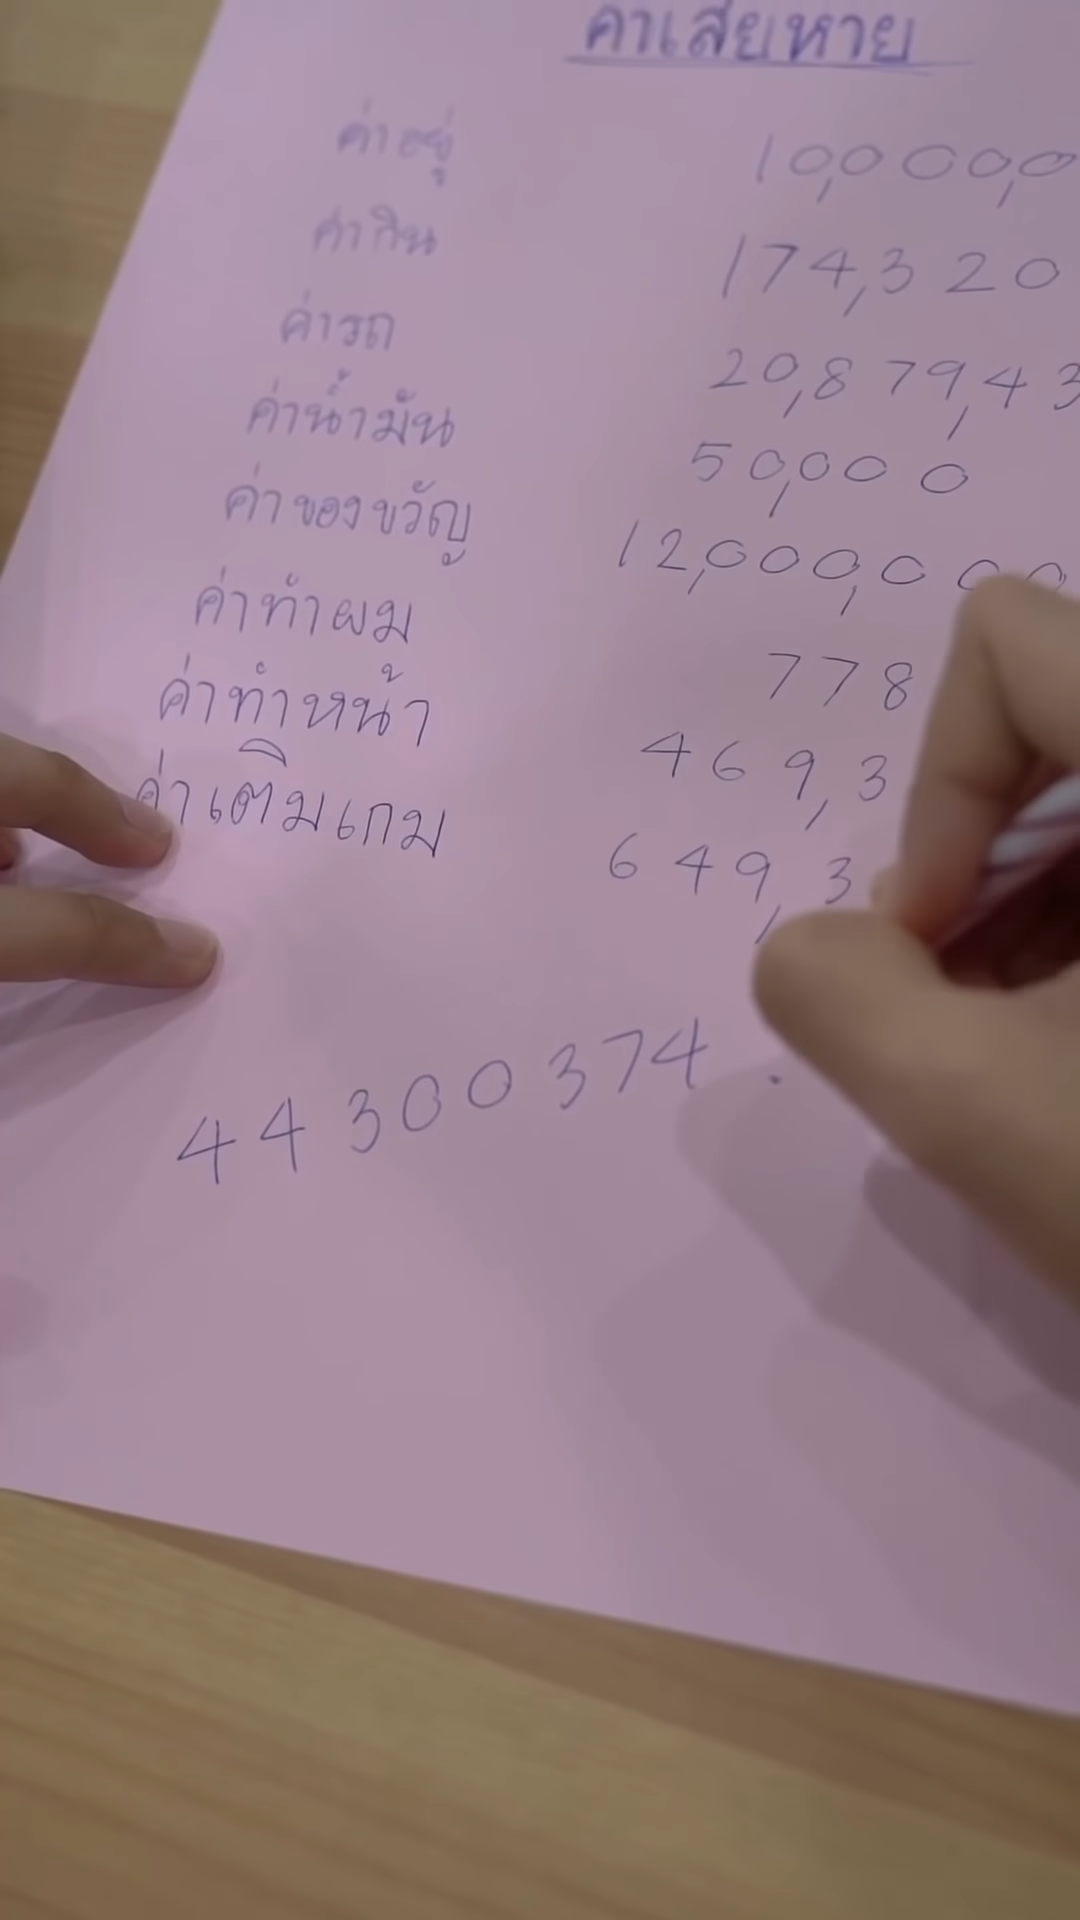 ค่าเสียหาย
ค่าอยู่ 10,000,0
ค่ากิน 174,320
ค่ารถ 20,879,43
ค่าน้ำมัน 50,000
ค่าของขวัญ 12,000,000
ค่าทำผม 778
ค่าทำหน้า 469,3
ค่าเติมเกม 649,3
44300374.